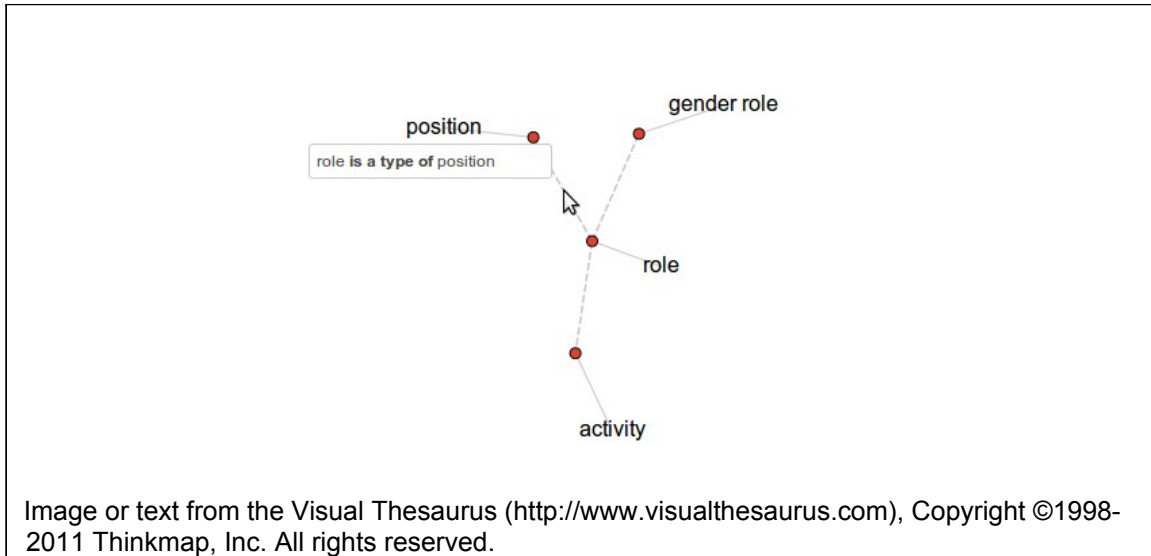 gender role
position
role is a type of position
role
activity
Image or text from the Visual Thesaurus (http://www.visualthesaurus.com), Copyright ©1998-
2011 Thinkmap, Inc. All rights reserved.